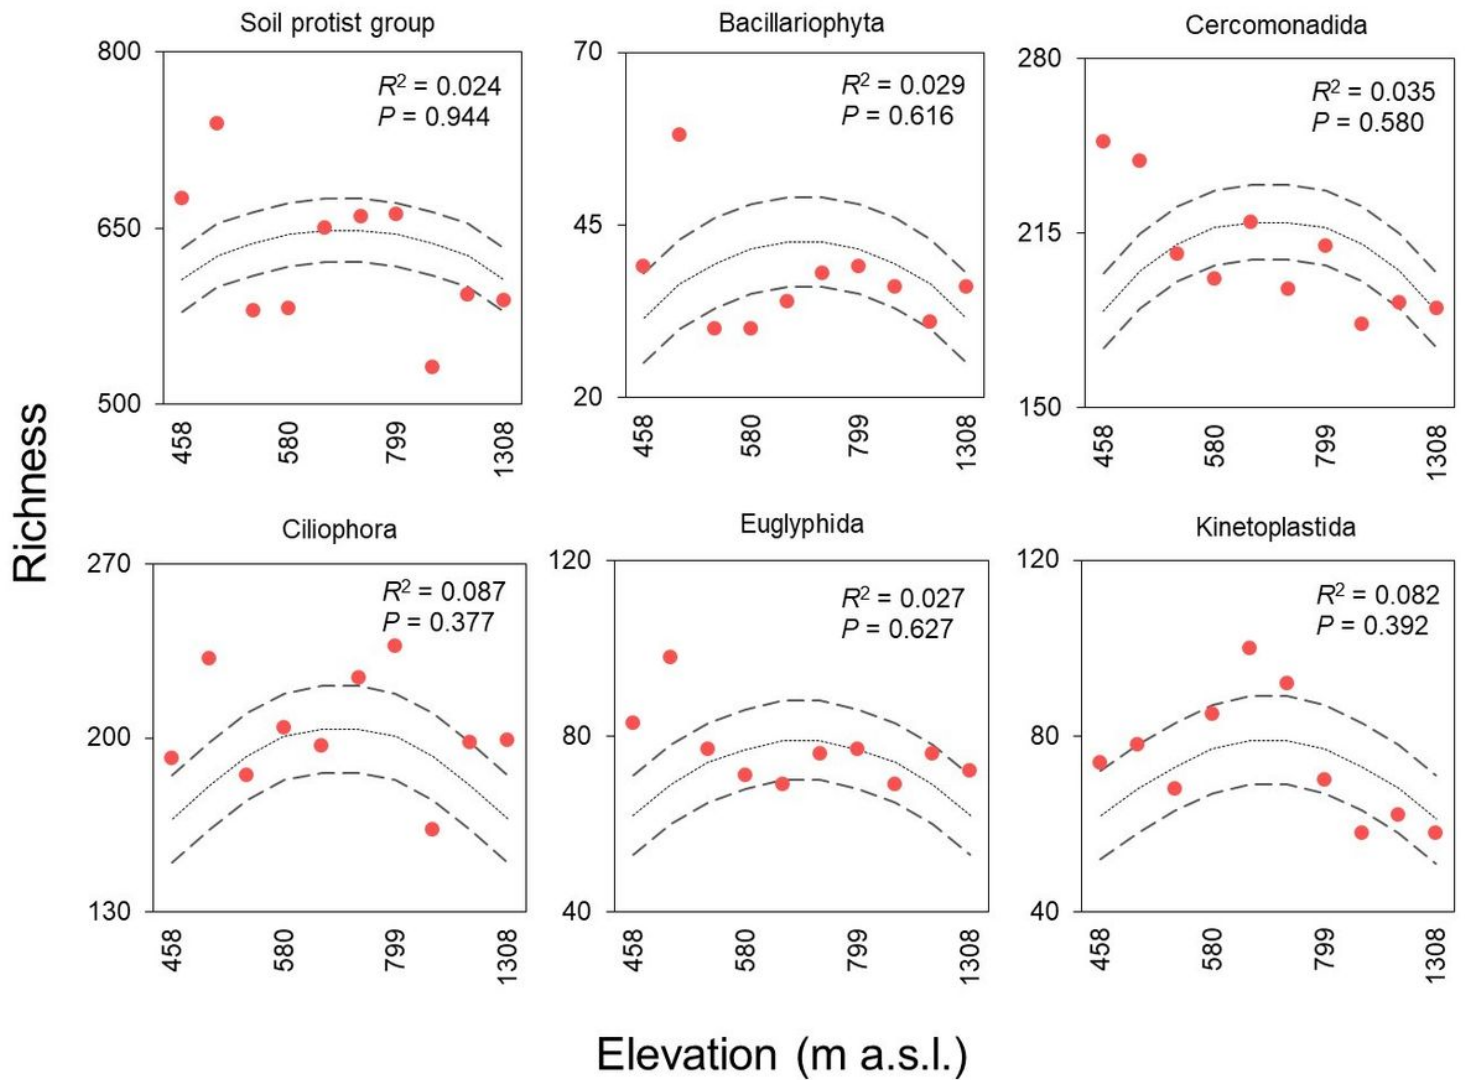 Soil protist group
800
650
500
R² = 0.024
P = 0.944
458
580
799
1308
Bacillariophyta
70
45
20
R² = 0.029
P = 0.616
458
580
799
1308
Cercomonadida
280
215
150
R² = 0.035
P = 0.580
458
580
799
1308
Richness
Ciliophora
270
200
130
R² = 0.087
P = 0.377
458
580
799
1308
Euglyphida
120
80
40
R² = 0.027
P = 0.627
458
580
799
1308
Kinetoplastida
120
80
40
R² = 0.082
P = 0.392
458
580
799
1308
Elevation (m a.s.l.)